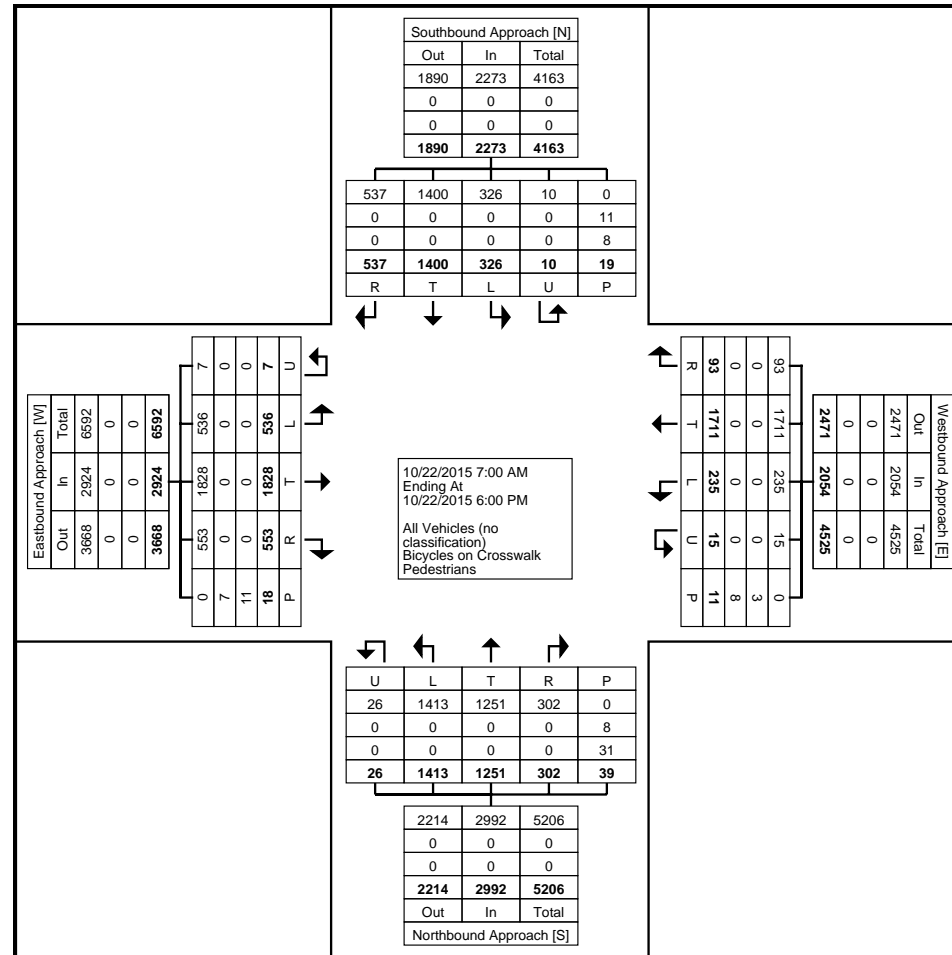 Southbound Approach [N]
Out In Total
1890 2273 4163
0 0 0
0 0 0
1890 2273 4163
537 1400 326 10 0
0 0 0 0 11
0 0 0 0 8
537 1400 326 10 19
R T L U P
Eastbound Approach [W]
Total In Out
6592 2924 3668
0 0 0
0 0 0
6592 2924 3668
7 536 1828 553 0
0 0 0 0 7
0 0 0 0 11
7 536 1828 553 18
U L T R P
10/22/2015 7:00 AM
Ending At
10/22/2015 6:00 PM
All Vehicles (no
classification)
Bicycles on Crosswalk
Pedestrians
Westbound Approach [E]
Out In Total
2471 2054 4525
0 0 0
0 0 0
2471 2054 4525
93 1711 235 15 0
0 0 0 0 3
0 0 0 0 8
93 1711 235 15 11
R T L U P
U L T R P
26 1413 1251 302 0
0 0 0 0 8
0 0 0 0 31
26 1413 1251 302 39
2214 2992 5206
0 0 0
0 0 0
2214 2992 5206
Out In Total
Northbound Approach [S]